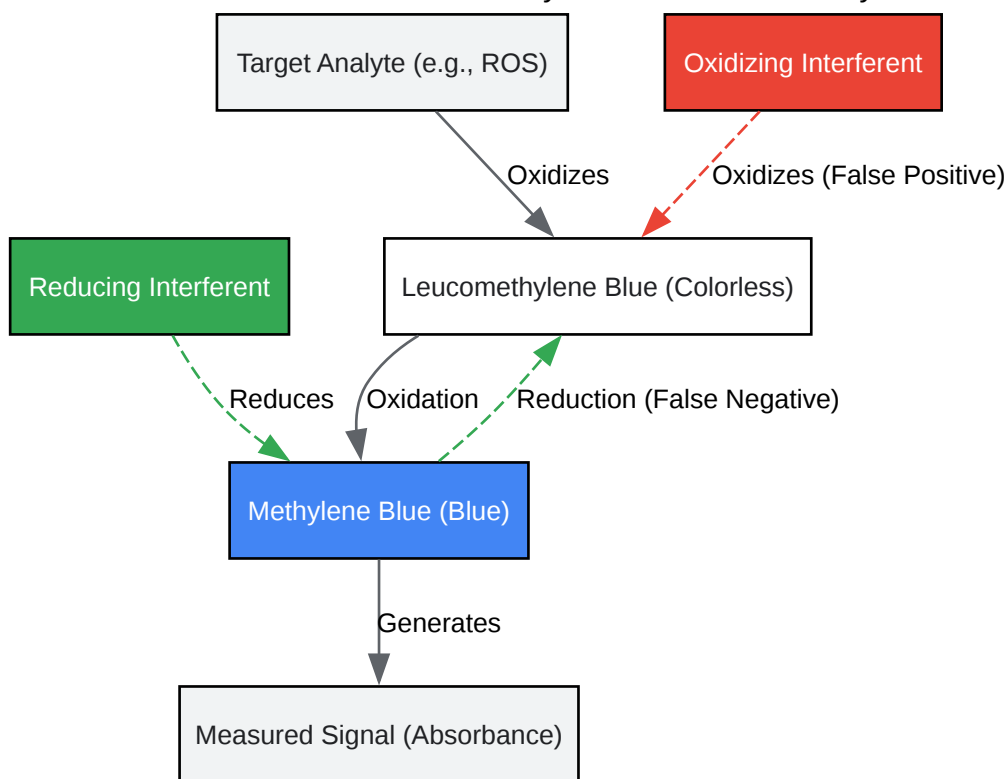 Target Analyte (e.g., ROS)
Oxidizing Interferent
Oxidizes
Oxidizes (False Positive)
Reducing Interferent
Leucomethylene Blue (Colorless)
Reduces
Oxidation
Reduction (False Negative)
Methylene Blue (Blue)
Generates
Measured Signal (Absorbance)